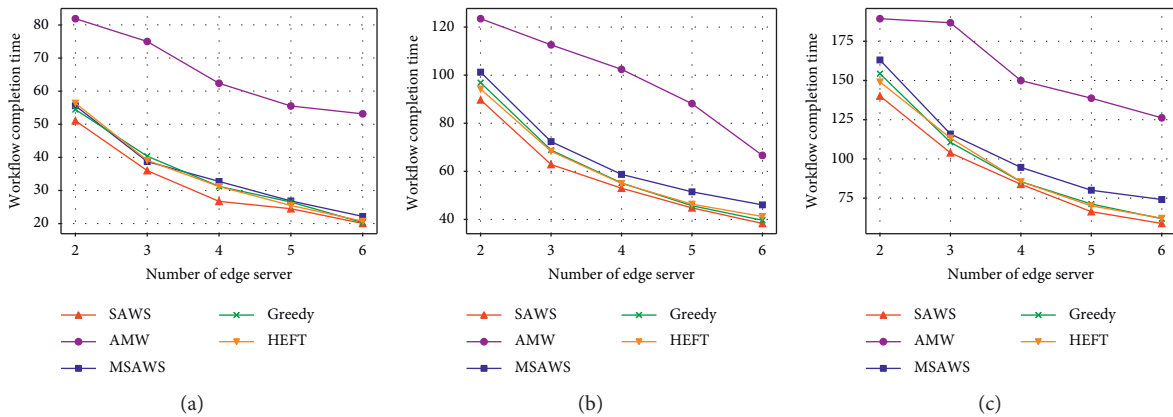 Workflow completion time
80
70
60
50
40
30
20
2 3 4 5 6
Number of edge server
SAWS
AMW
MSAWS
Greedy
HEFT
(a)
Workflow completion time
120
100
80
60
40
2 3 4 5 6
Number of edge server
SAWS
AMW
MSAWS
Greedy
HEFT
(b)
Workflow completion time
175
150
125
100
75
2 3 4 5 6
Number of edge server
SAWS
AMW
MSAWS
Greedy
HEFT
(c)